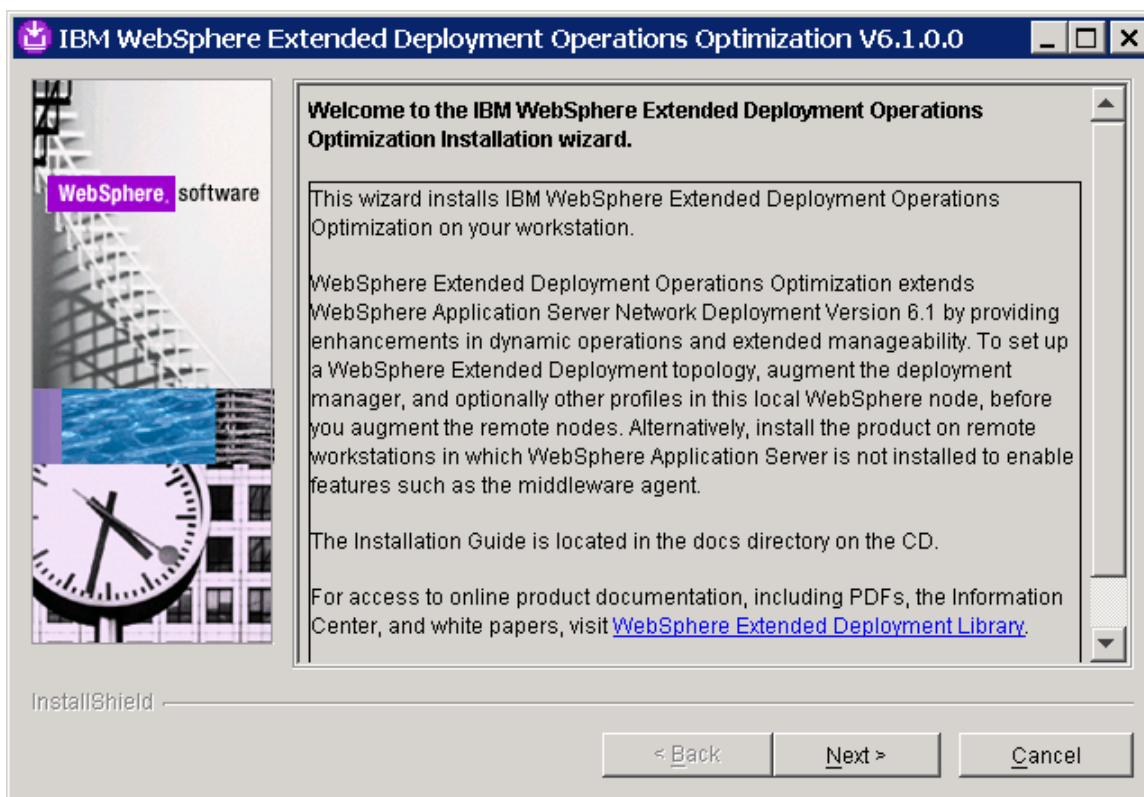 IBM WebSphere Extended Deployment Operations Optimization V6.1.0.0
WebSphere. software
Welcome to the IBM WebSphere Extended Deployment Operations
Optimization Installation wizard.
This wizard installs IBM WebSphere Extended Deployment Operations
Optimization on your workstation.
WebSphere Extended Deployment Operations Optimization extends
WebSphere Application Server Network Deployment Version 6.1 by providing
enhancements in dynamic operations and extended manageability. To set up
a WebSphere Extended Deployment topology, augment the deployment
manager, and optionally other profiles in this local WebSphere node, before
you augment the remote nodes. Alternatively, install the product on remote
workstations in which WebSphere Application Server is not installed to enable
features such as the middleware agent.
The Installation Guide is located in the docs directory on the CD.
For access to online product documentation, including PDFs, the Information
Center, and white papers, visit WebSphere Extended Deployment Library.
InstallShield
< Back
Next >
Cancel